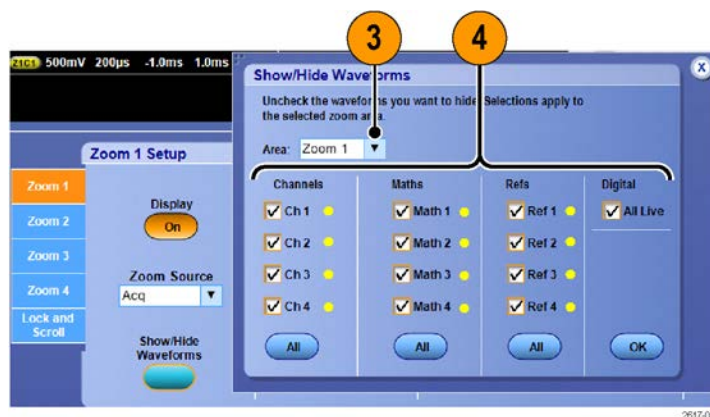 3 4
Z1C1 500mV 200µs -1.0ms 1.0ms
Show/Hide Waveforms
Uncheck the waveforms you want to hide. Selections apply to
the selected zoom area.
Area: Zoom 1
Channels Maths Refs Digital
Ch 1 Math 1 Ref 1 All Live
Ch 2 Math 2 Ref 2
Ch 3 Math 3 Ref 3
Ch 4 Math 4 Ref 4
All All All OK
X
Zoom 1 Setup
Zoom 1
Zoom 2
Zoom 3
Zoom 4
Lock and
Scroll
Display
On
Zoom Source
Acq
Show/Hide
Waveforms